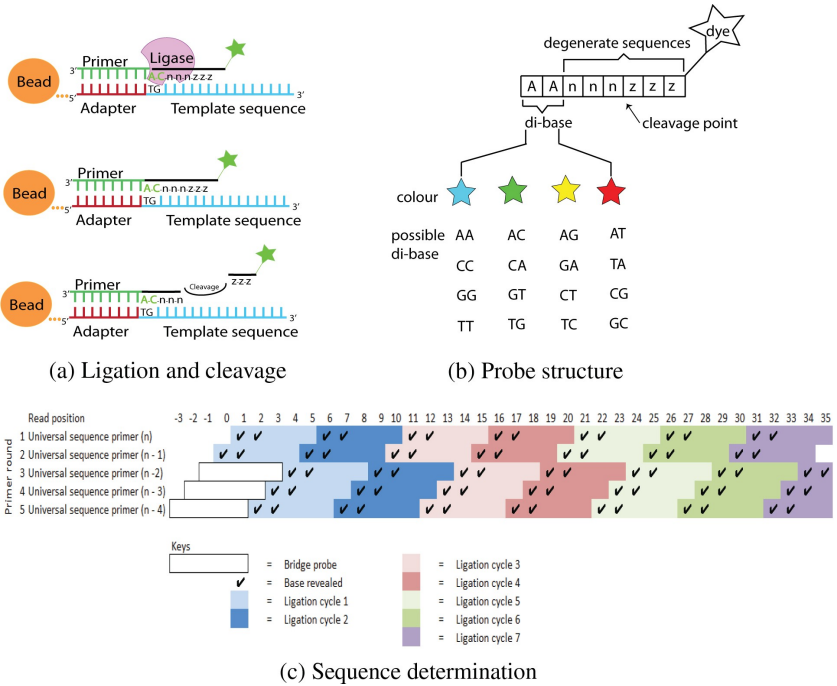 Primer
Ligase
3'
A-C-n-n-n-z-z-z
Bead
5'
TG
3'
Adapter
Template sequence
Primer
3'
A-C-n-n-n-z-z-z
Bead
5'
TG
3'
Adapter
Template sequence
Primer
Cleavage
z-z-z
3'
A-C-n-n-n
Bead
5'
TG
3'
Adapter
Template sequence
(a) Ligation and cleavage
dye
degenerate sequences
A A n n n z z z
di-base
cleavage point
colour
possible di-base
AA AC AG AT
CC CA GA TA
GG GT CT CG
TT TG TC GC
(b) Probe structure
Read position -3 -2 -1 0 1 2 3 4 5 6 7 8 9 10 11 12 13 14 15 16 17 18 19 20 21 22 23 24 25 26 27 28 29 30 31 32 33 34 35
Primer round
1 Universal sequence primer (n)
2 Universal sequence primer (n - 1)
3 Universal sequence primer (n -2)
4 Universal sequence primer (n - 3)
5 Universal sequence primer (n - 4)
Keys
= Bridge probe
= Base revealed
= Ligation cycle 1
= Ligation cycle 2
= Ligation cycle 3
= Ligation cycle 4
= Ligation cycle 5
= Ligation cycle 6
= Ligation cycle 7
(c) Sequence determination